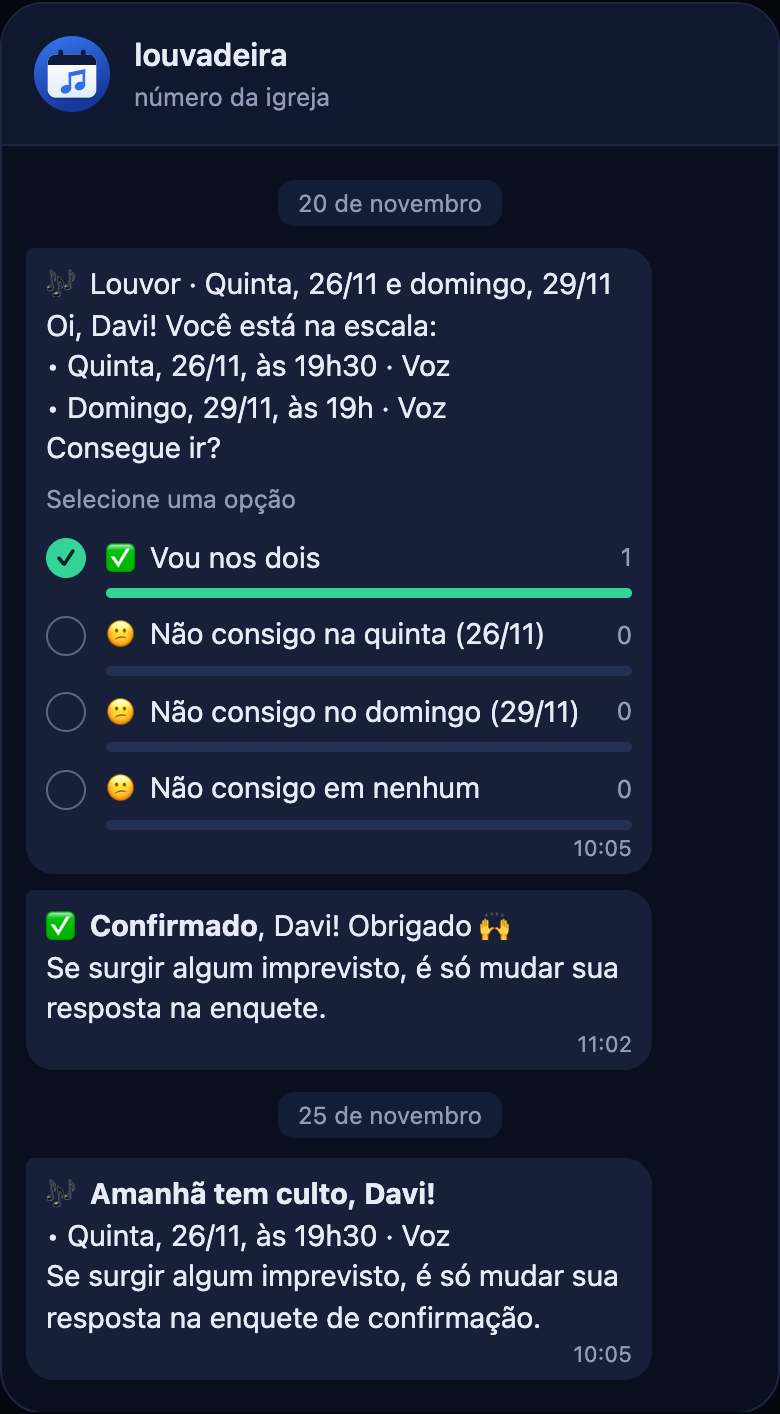 louvadeira
número da igreja
20 de novembro
🎶 Louvor · Quinta, 26/11 e domingo, 29/11
Oi, Davi! Você está na escala:
• Quinta, 26/11, às 19h30 · Voz
• Domingo, 29/11, às 19h · Voz
Consegue ir?
Selecione uma opção
✅ Vou nos dois 1
😕 Não consigo na quinta (26/11) 0
😕 Não consigo no domingo (29/11) 0
😕 Não consigo em nenhum 0
10:05
✅ Confirmado, Davi! Obrigado 🙌
Se surgir algum imprevisto, é só mudar sua
resposta na enquete.
11:02
25 de novembro
🎶 Amanhã tem culto, Davi!
• Quinta, 26/11, às 19h30 · Voz
Se surgir algum imprevisto, é só mudar sua
resposta na enquete de confirmação.
10:05